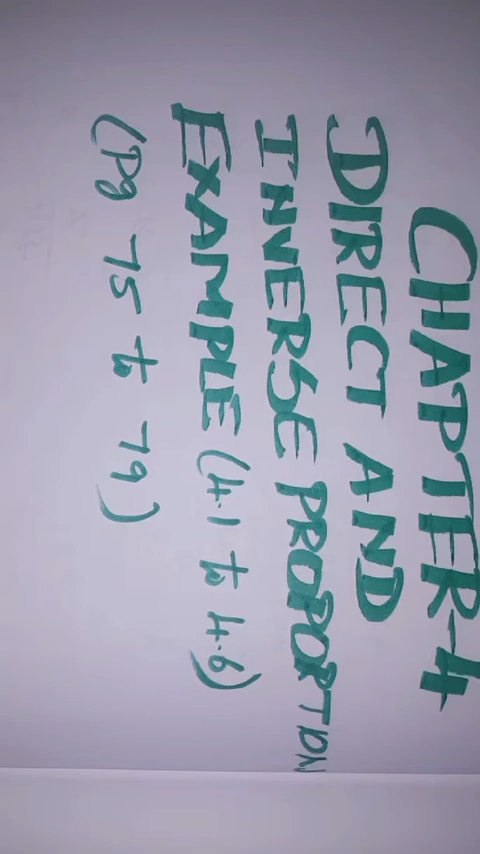 CHAPTER-4
DIRECT AND
INVERSE PROPORTION
EXAMPLE (4.1 to 4.6)
(Pg 75 to 79)